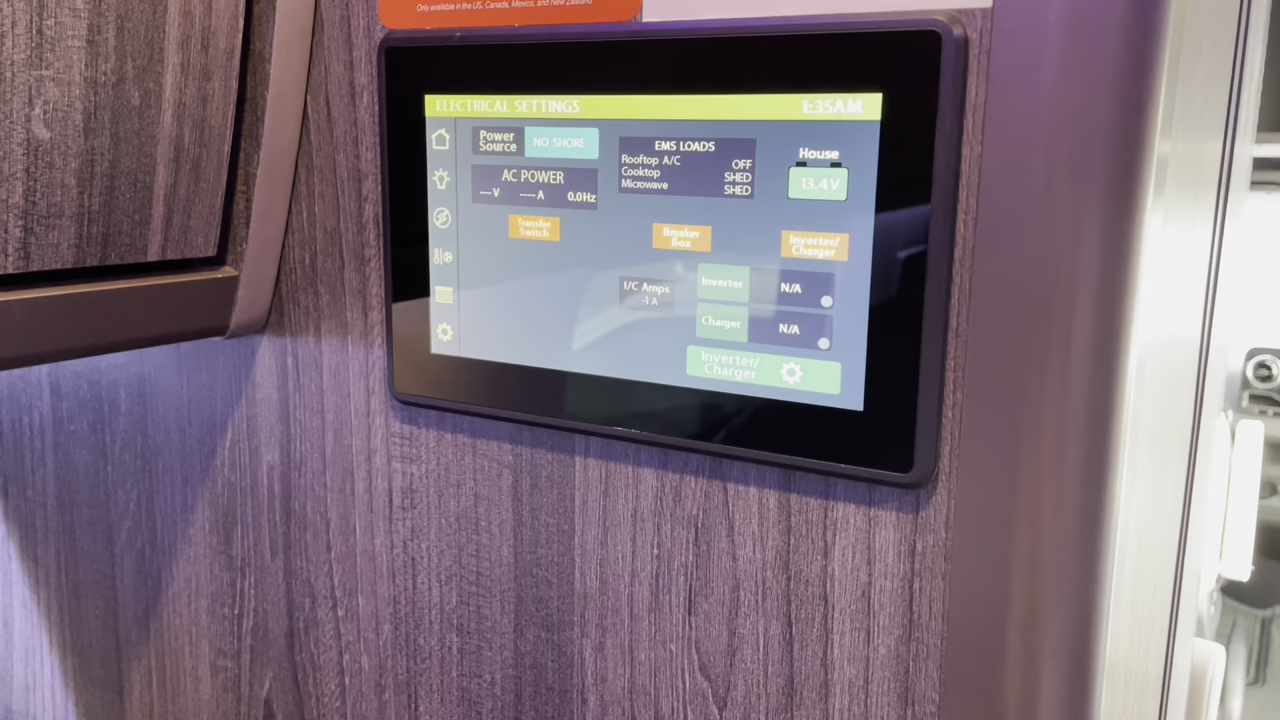 Only available in the US, Canada, Mexico, and New Zealand
ELECTRICAL SETTINGS 1:35AM
Power Source NO SHORE
AC POWER
---V ----A 0.0Hz
EMS LOADS
Rooftop A/C OFF
Cooktop SHED
Microwave SHED
House
13.4V
Transfer Switch
Breaker Box
Inverter/ Charger
I/C Amps
-1 A
Inverter N/A
Charger N/A
Inverter/ Charger